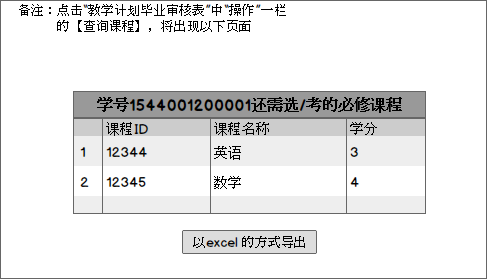 备注：点击“教学计划毕业审核表”中“操作”一栏
的【查询课程】，将出现以下页面
学号1544001200001还需选/考的必修课程
课程ID 课程名称 学分
1 12344 英语 3
2 12345 数学 4
以excel 的方式导出